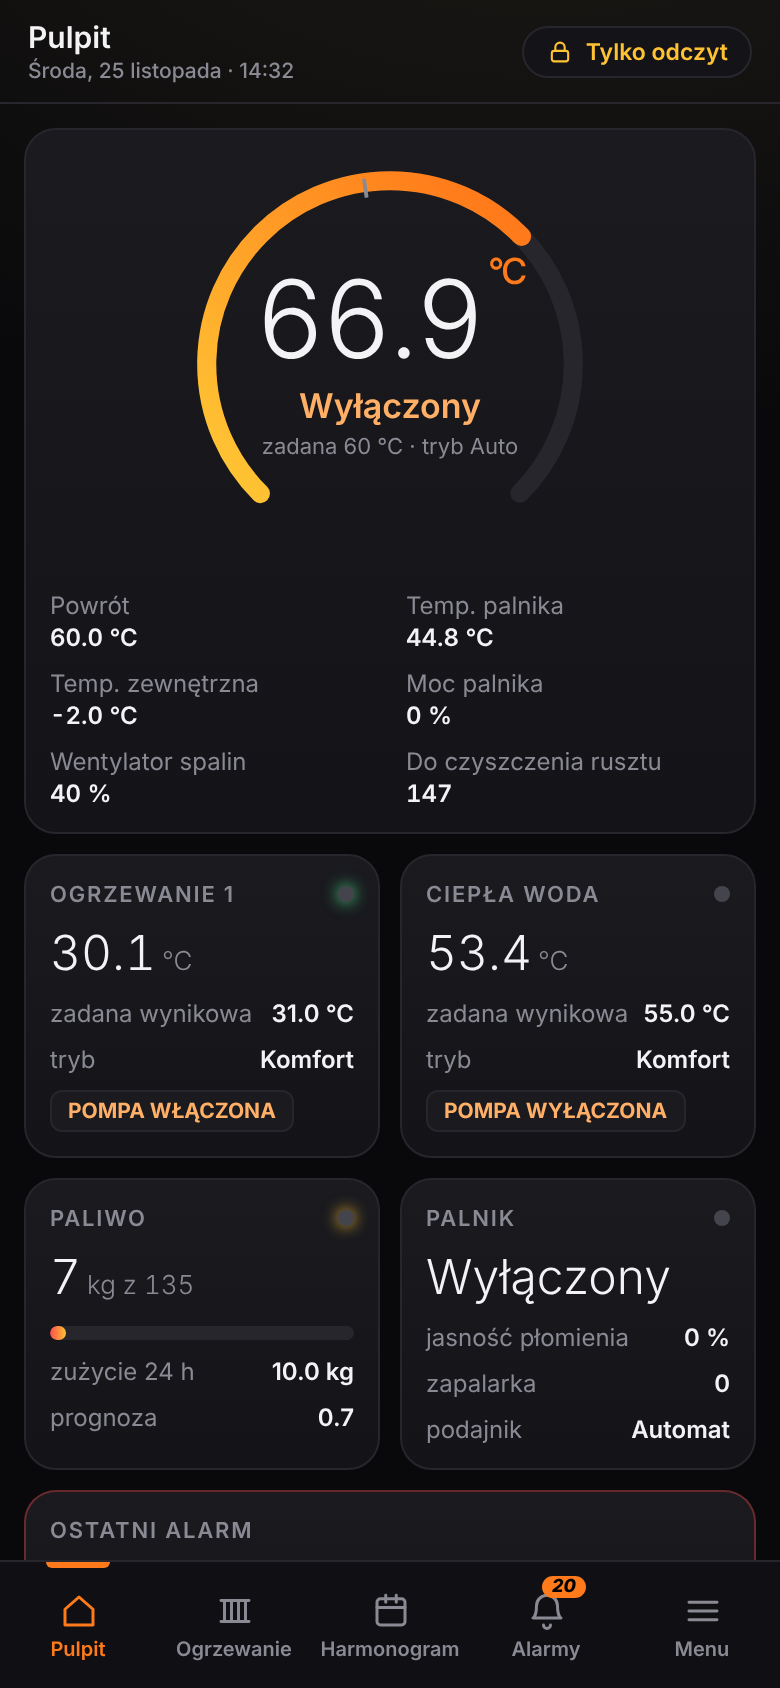 Pulpit
Środa, 25 listopada · 14:32
Tylko odczyt
66.9 °C
Wyłączony
zadana 60 °C · tryb Auto
Powrót
60.0 °C
Temp. palnika
44.8 °C
Temp. zewnętrzna
-2.0 °C
Moc palnika
0 %
Wentylator spalin
40 %
Do czyszczenia rusztu
147
OGRZEWANIE 1
30.1 °C
zadana wynikowa 31.0 °C
tryb Komfort
POMPA WŁĄCZONA
CIEPŁA WODA
53.4 °C
zadana wynikowa 55.0 °C
tryb Komfort
POMPA WYŁĄCZONA
PALIWO
7 kg z 135
zużycie 24 h 10.0 kg
prognoza 0.7
PALNIK
Wyłączony
jasność płomienia 0 %
zapalarka 0
podajnik Automat
OSTATNI ALARM
Pulpit
Ogrzewanie
Harmonogram
20
Alarmy
Menu